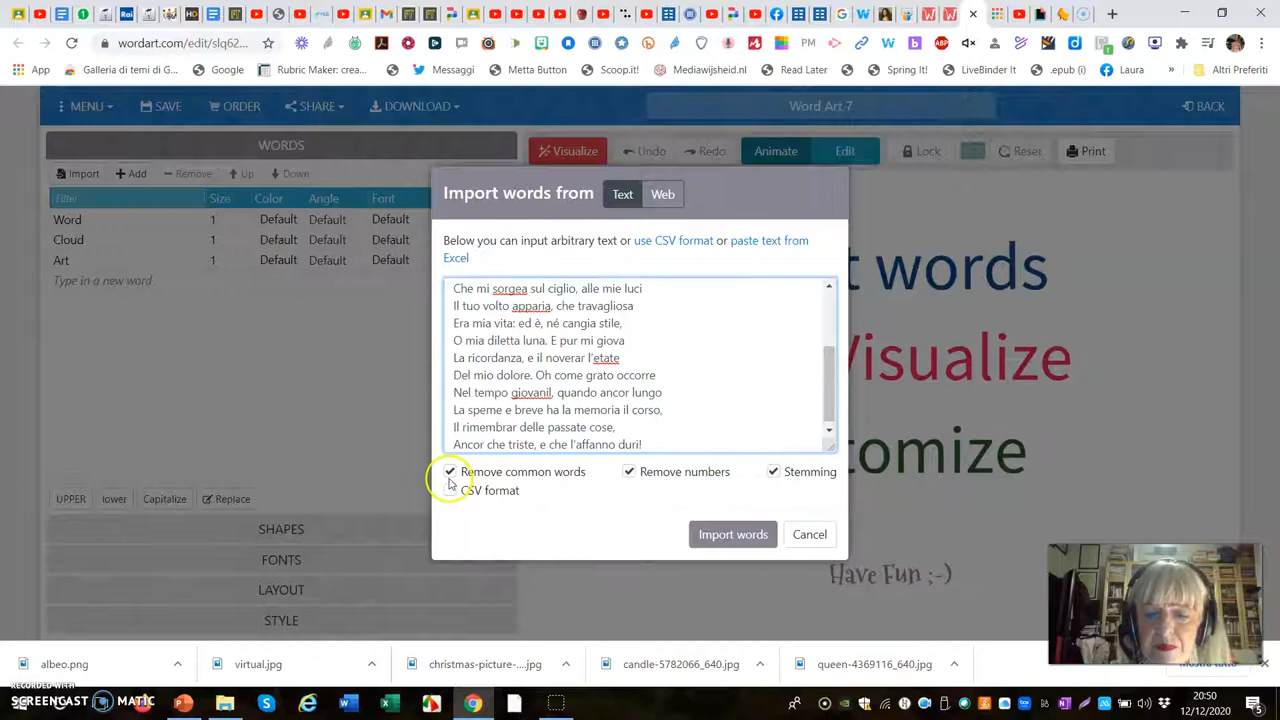 wordart.com/edit/slq62...
App
Galleria di temi di G...
Google
Rubric Maker: crea...
Messaggi
Metta Button
Scoop.it!
Mediawijsheid.nl
Read Later
Spring It!
LiveBinder It
.epub (i)
Laura
»
Altri Preferiti
MENU
SAVE
ORDER
SHARE
DOWNLOAD
Word Art 7
BACK
WORDS
Visualize
Undo
Redo
Animate
Edit
Lock
Reset
Print
Import
Add
Remove
Up
Down
Filter
Size
Color
Angle
Font
Word 1 Default Default Default
Cloud 1 Default Default Default
Art 1 Default Default Default
Type in a new word
Import words from
Text
Web
Below you can input arbitrary text or use CSV format or paste text from
Excel
Che mi sorgea sul ciglio, alle mie luci
Il tuo volto apparia, che travagliosa
Era mia vita: ed è, né cangia stile,
O mia diletta luna. E pur mi giova
La ricordanza, e il noverar l'etate
Del mio dolore. Oh come grato occorre
Nel tempo giovanil, quando ancor lungo
La speme e breve ha la memoria il corso,
Il rimembrar delle passate cose,
Ancor che triste, e che l'affanno duri!
Remove common words
Remove numbers
Stemming
CSV format
Import words
Cancel
t words
Visualize
tomize
Have Fun ;-)
UPPER
lower
Capitalize
Replace
SHAPES
FONTS
LAYOUT
STYLE
albeo.png
virtual.jpg
christmas-picture-....jpg
candle-5782066_640.jpg
queen-4369116_640.jpg
Mostra tutto
RECORDED WITH
SCREENCAST MATIC
20:50
12/12/2020
5